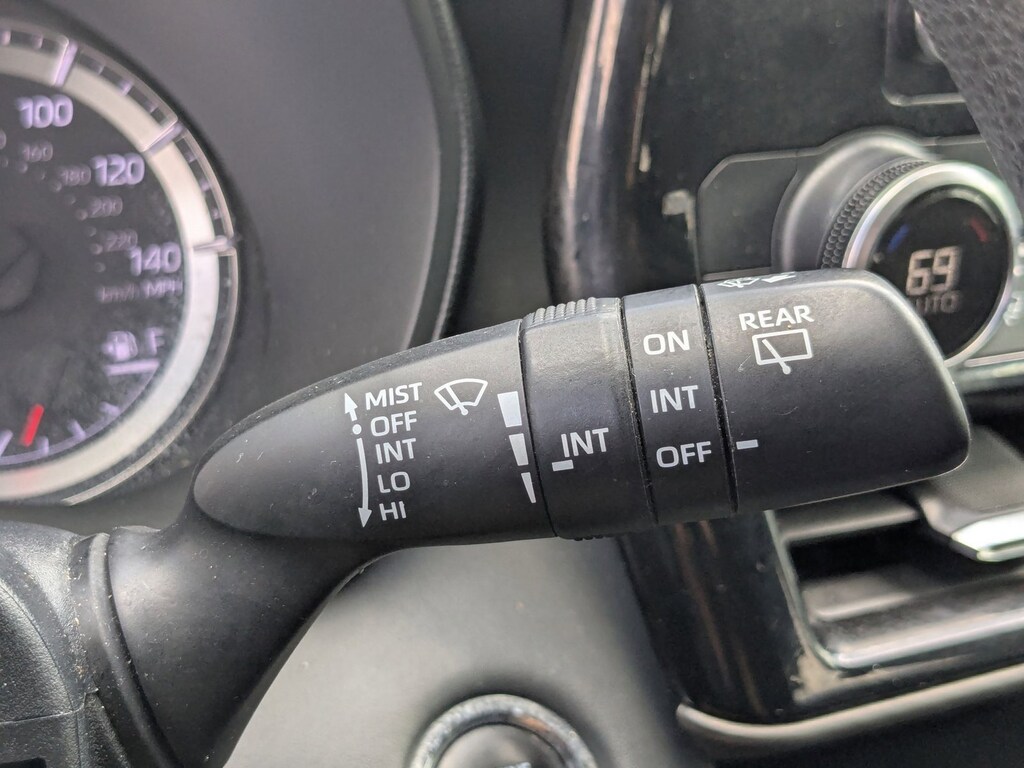 100
160
180 120
200
220
140
km/h MPH
F
69
AUTO
MIST
OFF
INT
LO
HI
INT
ON
INT
OFF
REAR